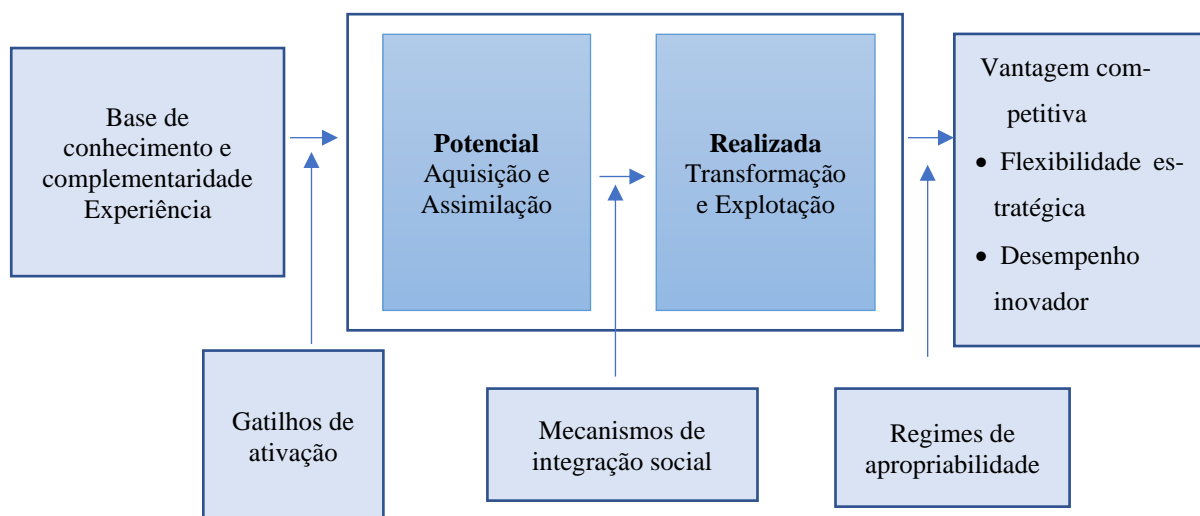 Base de
conhecimento e
complementaridade
Experiência
Potencial
Aquisição e
Assimilação
Realizada
Transformação
e Explotação
Vantagem com-
petitiva
• Flexibilidade es-
tratégica
• Desempenho
inovador
Gatilhos de
ativação
Mecanismos de
integração social
Regimes de
apropriabilidade